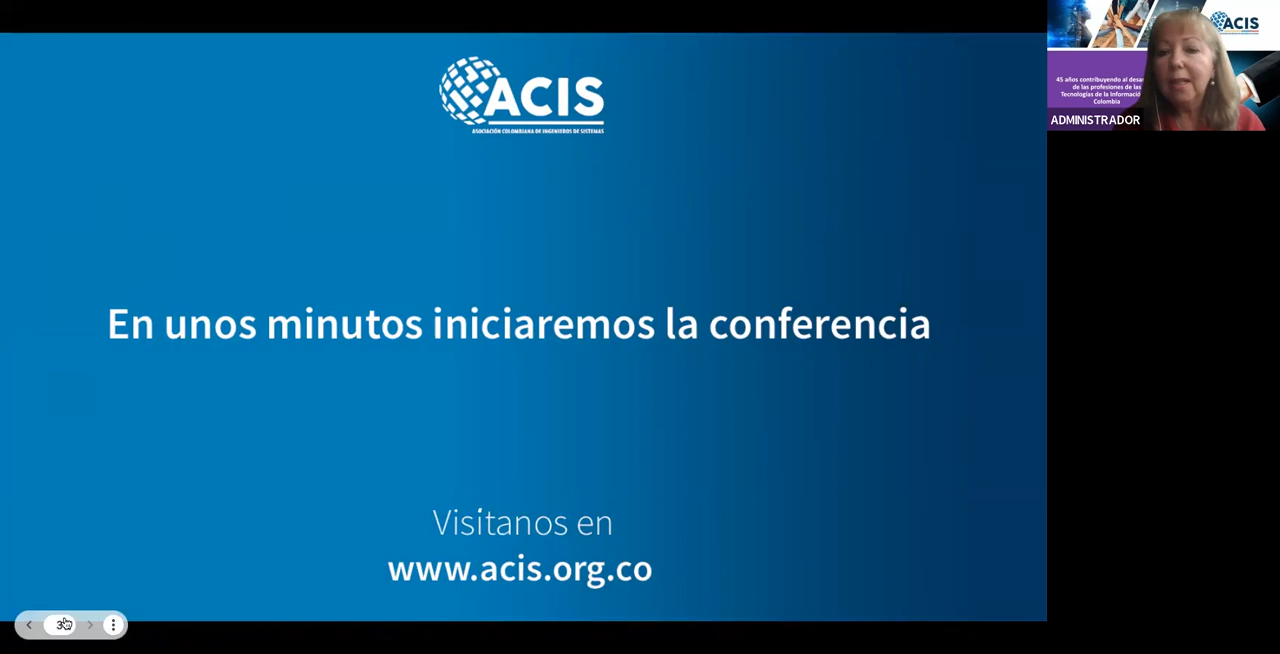 ACIS
ASOCIACIÓN COLOMBIANA DE INGENIEROS DE SISTEMAS
En unos minutos iniciaremos la conferencia
Visitanos en
www.acis.org.co
ACIS
45 años contribuyendo al desar
de las profesiones de las
Tecnologías de la Informació
Colombia
ADMINISTRADOR